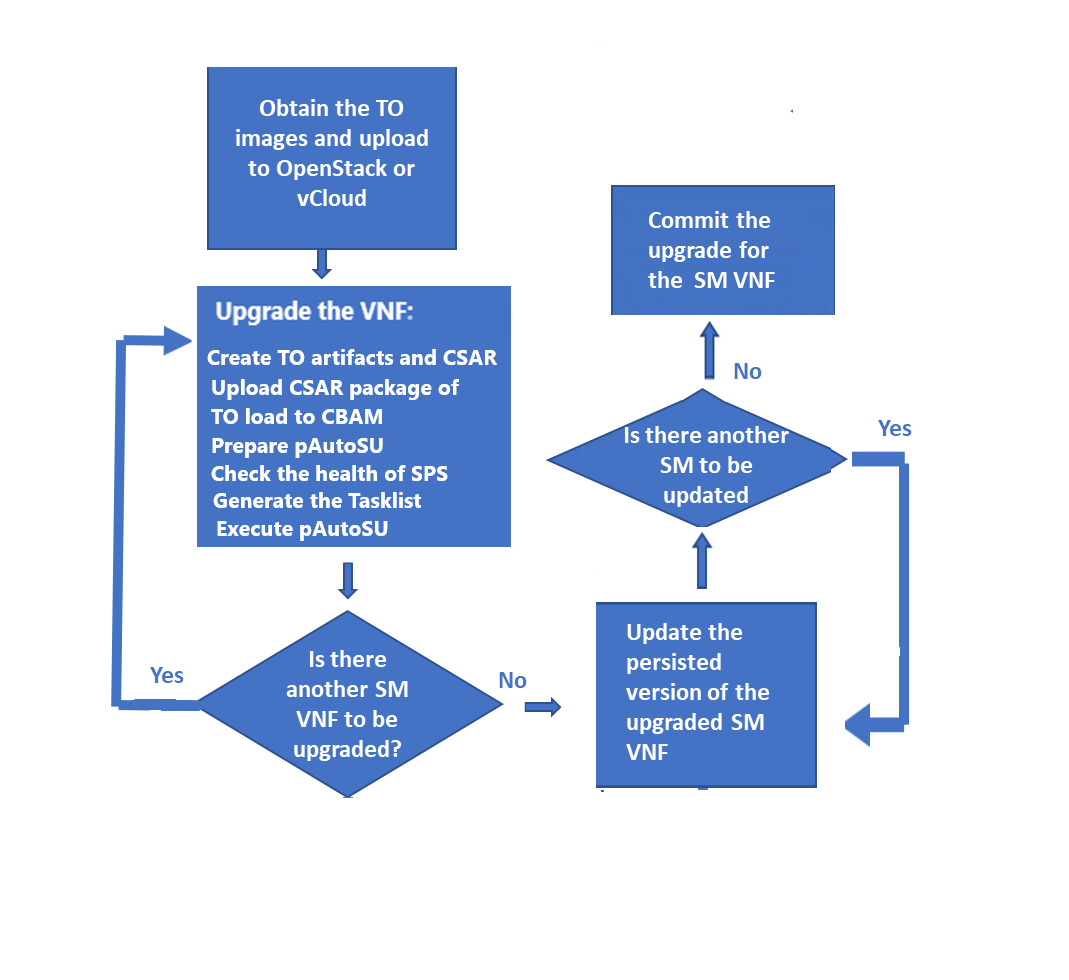 Obtain the TO
images and upload
to OpenStack or
vCloud
Upgrade the VNF:
Create TO artifacts and CSAR
Upload CSAR package of
TO load to CBAM
Prepare pAutoSU
Check the health of SPS
Generate the Tasklist
Execute pAutoSU
Is there
another SM
VNF to be
upgraded?
Yes
No
Update the
persisted
version of the
upgraded SM
VNF
Is there another
SM to be
updated
Yes
No
Commit the
upgrade for
the SM VNF